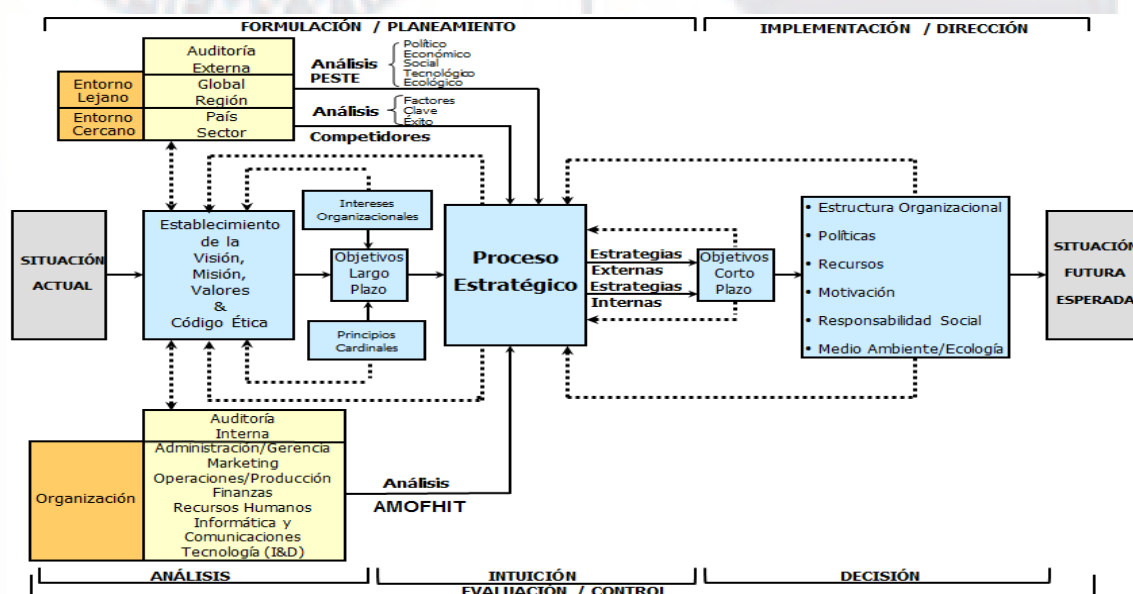 FORMULACIÓN / PLANEAMIENTO
IMPLEMENTACIÓN / DIRECCIÓN
Auditoría
Externa
Entorno
Lejano
Global
Región
Entorno
Cercano
País
Sector
Análisis
PESTE
Político
Económico
Social
Tecnológico
Ecológico
Análisis
Competidores
Factores
Clave
Éxito
SITUACIÓN
ACTUAL
Establecimiento
de la
Visión,
Misión,
Valores
&
Código Ética
Intereses
Organizacionales
Objetivos
Largo
Plazo
Principios
Cardinales
Proceso
Estratégico
Estrategias
Externas
Estrategias
Internas
Objetivos
Corto
Plazo
• Estructura Organizacional
• Políticas
• Recursos
• Motivación
• Responsabilidad Social
• Medio Ambiente/Ecología
SITUACIÓN
FUTURA
ESPERADA
Auditoría
Interna
Organización
Administración/Gerencia
Marketing
Operaciones/Producción
Finanzas
Recursos Humanos
Informática y
Comunicaciones
Tecnología (I&D)
Análisis
AMOFHIT
ANÁLISIS
INTUICIÓN
DECISIÓN
EVALUACIÓN / CONTROL